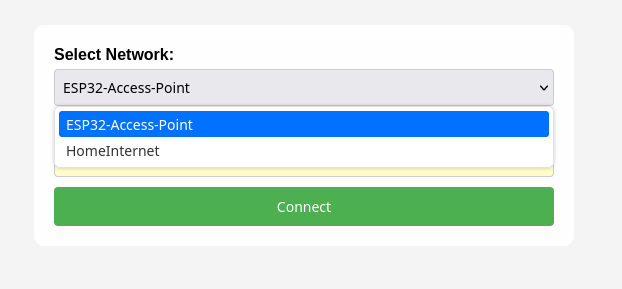 Select Network:
ESP32-Access-Point
ESP32-Access-Point
HomeInternet
Connect